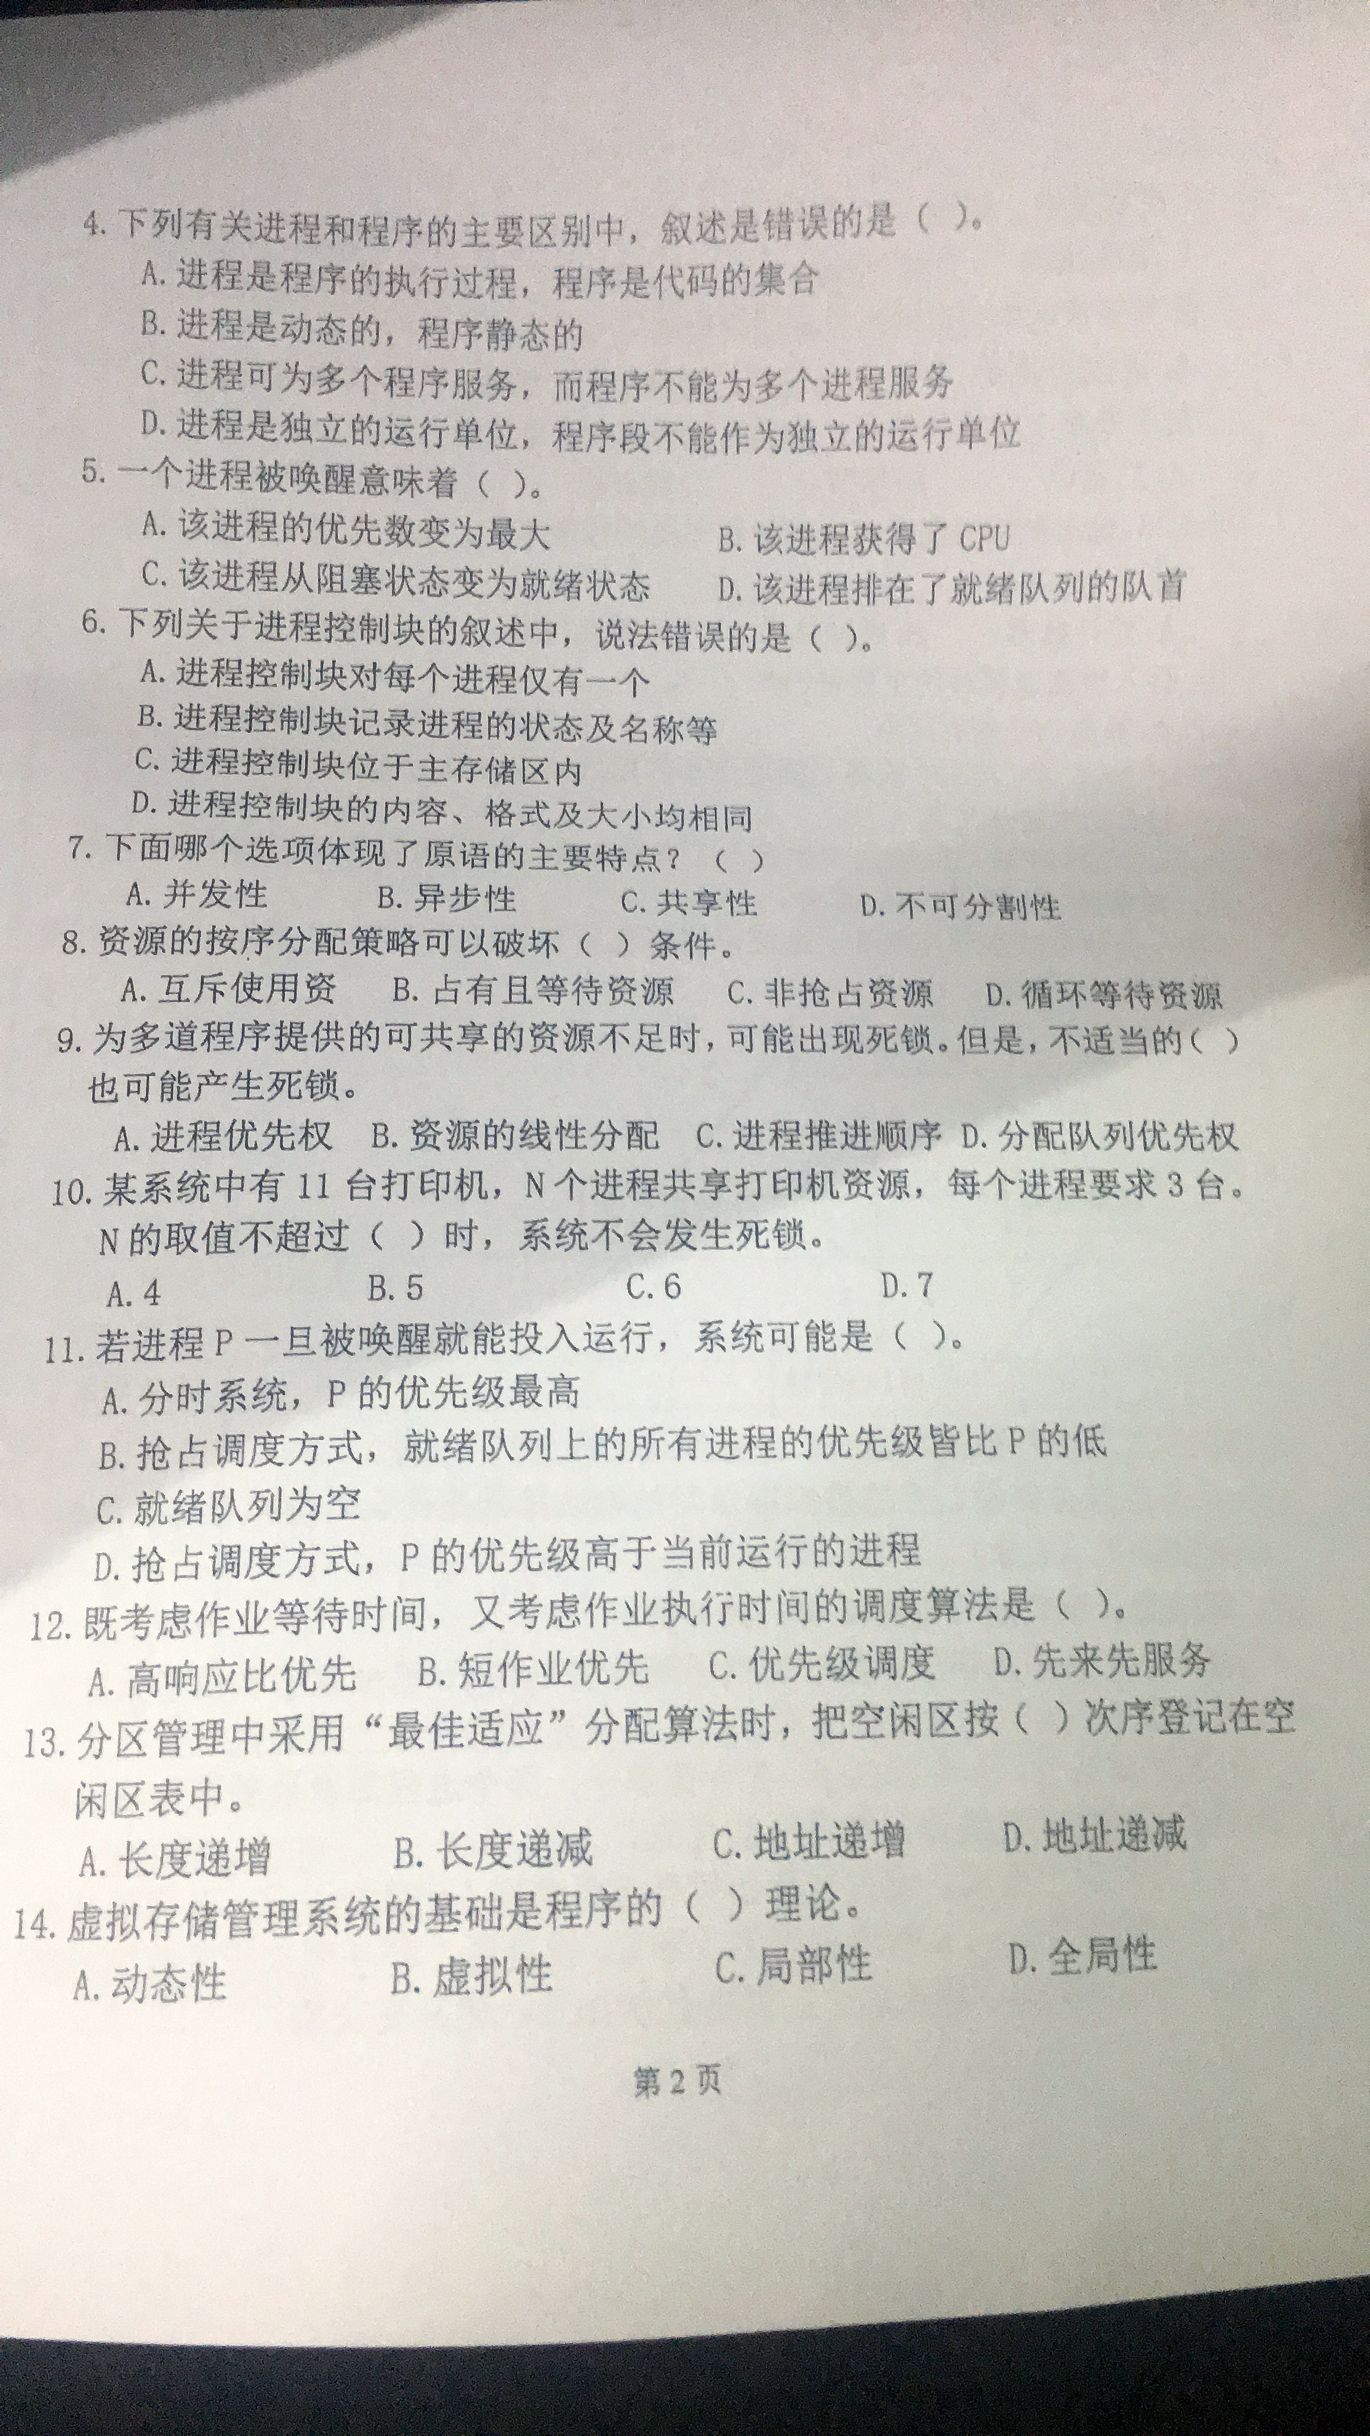 4. 下列有关进程和程序的主要区别中，叙述是错误的是（ ）。
A. 进程是程序的执行过程，程序是代码的集合
B. 进程是动态的，程序静态的
C. 进程可为多个程序服务，而程序不能为多个进程服务
D. 进程是独立的运行单位，程序段不能作为独立的运行单位
5. 一个进程被唤醒意味着（ ）。
A. 该进程的优先数变为最大 B. 该进程获得了 CPU
C. 该进程从阻塞状态变为就绪状态 D. 该进程排在了就绪队列的队首
6. 下列关于进程控制块的叙述中，说法错误的是（ ）。
A. 进程控制块对每个进程仅有一个
B. 进程控制块记录进程的状态及名称等
C. 进程控制块位于主存储区内
D. 进程控制块的内容、格式及大小均相同
7. 下面哪个选项体现了原语的主要特点？（ ）
A. 并发性 B. 异步性 C. 共享性 D. 不可分割性
8. 资源的按序分配策略可以破坏（ ）条件。
A. 互斥使用资 B. 占有且等待资源 C. 非抢占资源 D. 循环等待资源
9. 为多道程序提供的可共享的资源不足时，可能出现死锁。但是，不适当的（ ）
也可能产生死锁。
A. 进程优先权 B. 资源的线性分配 C. 进程推进顺序 D. 分配队列优先权
10. 某系统中有 11 台打印机，N 个进程共享打印机资源，每个进程要求 3 台。
N 的取值不超过（ ）时，系统不会发生死锁。
A. 4 B. 5 C. 6 D. 7
11. 若进程 P 一旦被唤醒就能投入运行，系统可能是（ ）。
A. 分时系统，P 的优先级最高
B. 抢占调度方式，就绪队列上的所有进程的优先级皆比 P 的低
C. 就绪队列为空
D. 抢占调度方式，P 的优先级高于当前运行的进程
12. 既考虑作业等待时间，又考虑作业执行时间的调度算法是（ ）。
A. 高响应比优先 B. 短作业优先 C. 优先级调度 D. 先来先服务
13. 分区管理中采用“最佳适应”分配算法时，把空闲区按（ ）次序登记在空
闲区表中。
A. 长度递增 B. 长度递减 C. 地址递增 D. 地址递减
14. 虚拟存储管理系统的基础是程序的（ ）理论。
A. 动态性 B. 虚拟性 C. 局部性 D. 全局性
第 2 页